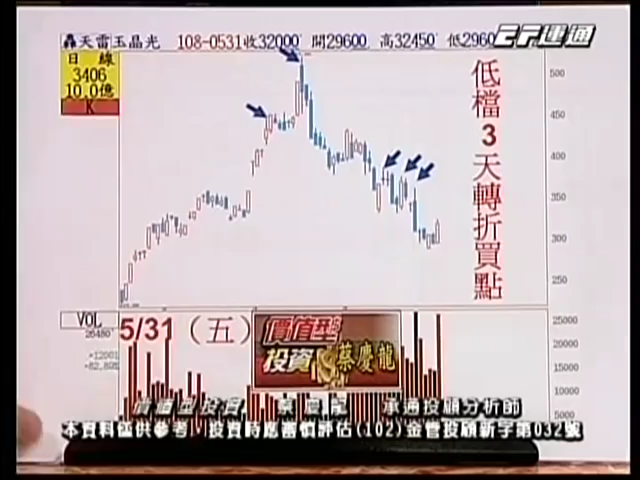 天雷玉晶光 108-0531收32000 開29600 高32450 低2960
運通
日線
3406
10.0億
K
低檔3天轉折買點
500
450
400
350
300
250
VOL
26480
5/31（五）
價值型
投資
蔡慶龍
25000
20000
15000
10000
5000
價值型投資 蔡慶龍 承通投顧分析師
本資料僅供參考，投資時應審慎評估(102)金管投顧新字第032號